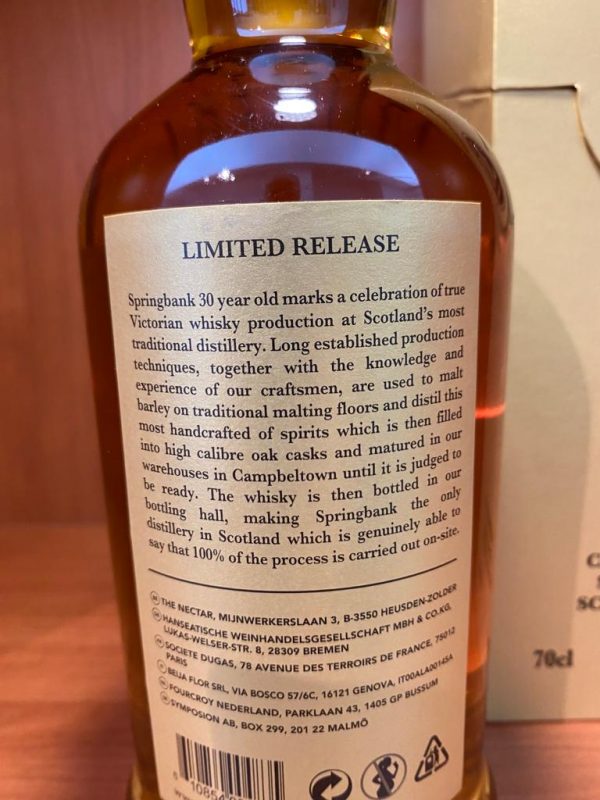 LIMITED RELEASE
Springbank 30 year old marks a celebration of true
Victorian whisky production at Scotland's most
traditional distillery. Long established production
techniques, together with the knowledge and
experience of our craftsmen, are used to malt
barley on traditional malting floors and distil this
most handcrafted of spirits which is then filled
into high calibre oak casks and matured in our
warehouses in Campbeltown until it is judged to
be ready. The whisky is then bottled in our
bottling hall, making Springbank the only
distillery in Scotland which is genuinely able to
say that 100% of the process is carried out on-site.
THE NECTAR, MIJNWERKERSLAAN 3, B-3550 HEUSDEN-ZOLDER
HANSEATISCHE WEINHANDELSGESELLSCHAFT MBH & CO.KG,
LUKAS-WELSER-STR. 8, 28309 BREMEN
SOCIETE DUGAS, 78 AVENUE DES TERROIRS DE FRANCE, 75012
PARIS
BEIJA FLOR SRL, VIA BOSCO 57/6C, 16121 GENOVA, IT00ALA00145A
FOURCROY NEDERLAND, PARKLAAN 43, 1405 GP BUSSUM
SYMPOSION AB, BOX 299, 201 22 MALMÖ
70cl